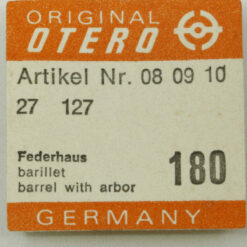 ORIGINAL
OTERO
Artikel Nr. 08 09 10
27 127
Federhaus
barillet
barrel with arbor
180
GERMANY